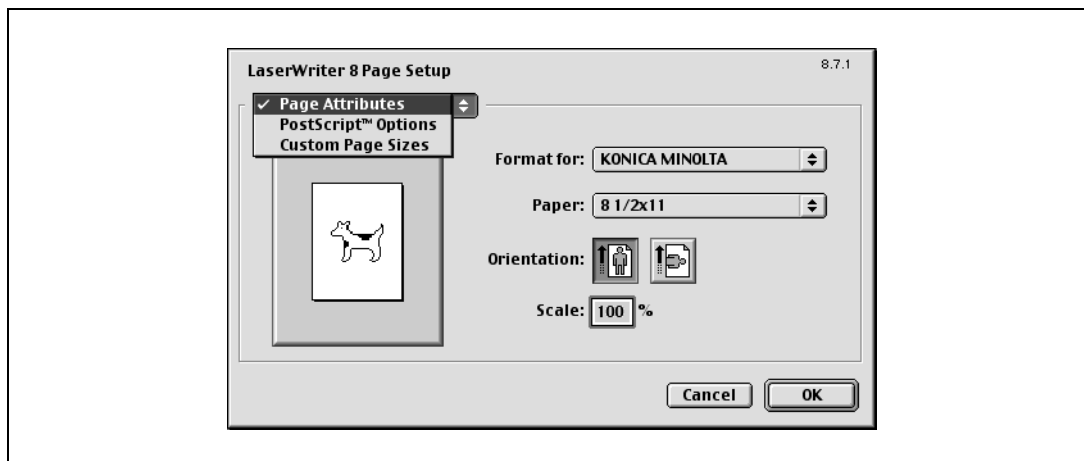 LaserWriter 8 Page Setup
8.7.1
✓ Page Attributes
PostScript™ Options
Custom Page Sizes
Format for: KONICA MINOLTA
Paper: 8 1/2x11
Orientation:
Scale: 100 %
Cancel OK